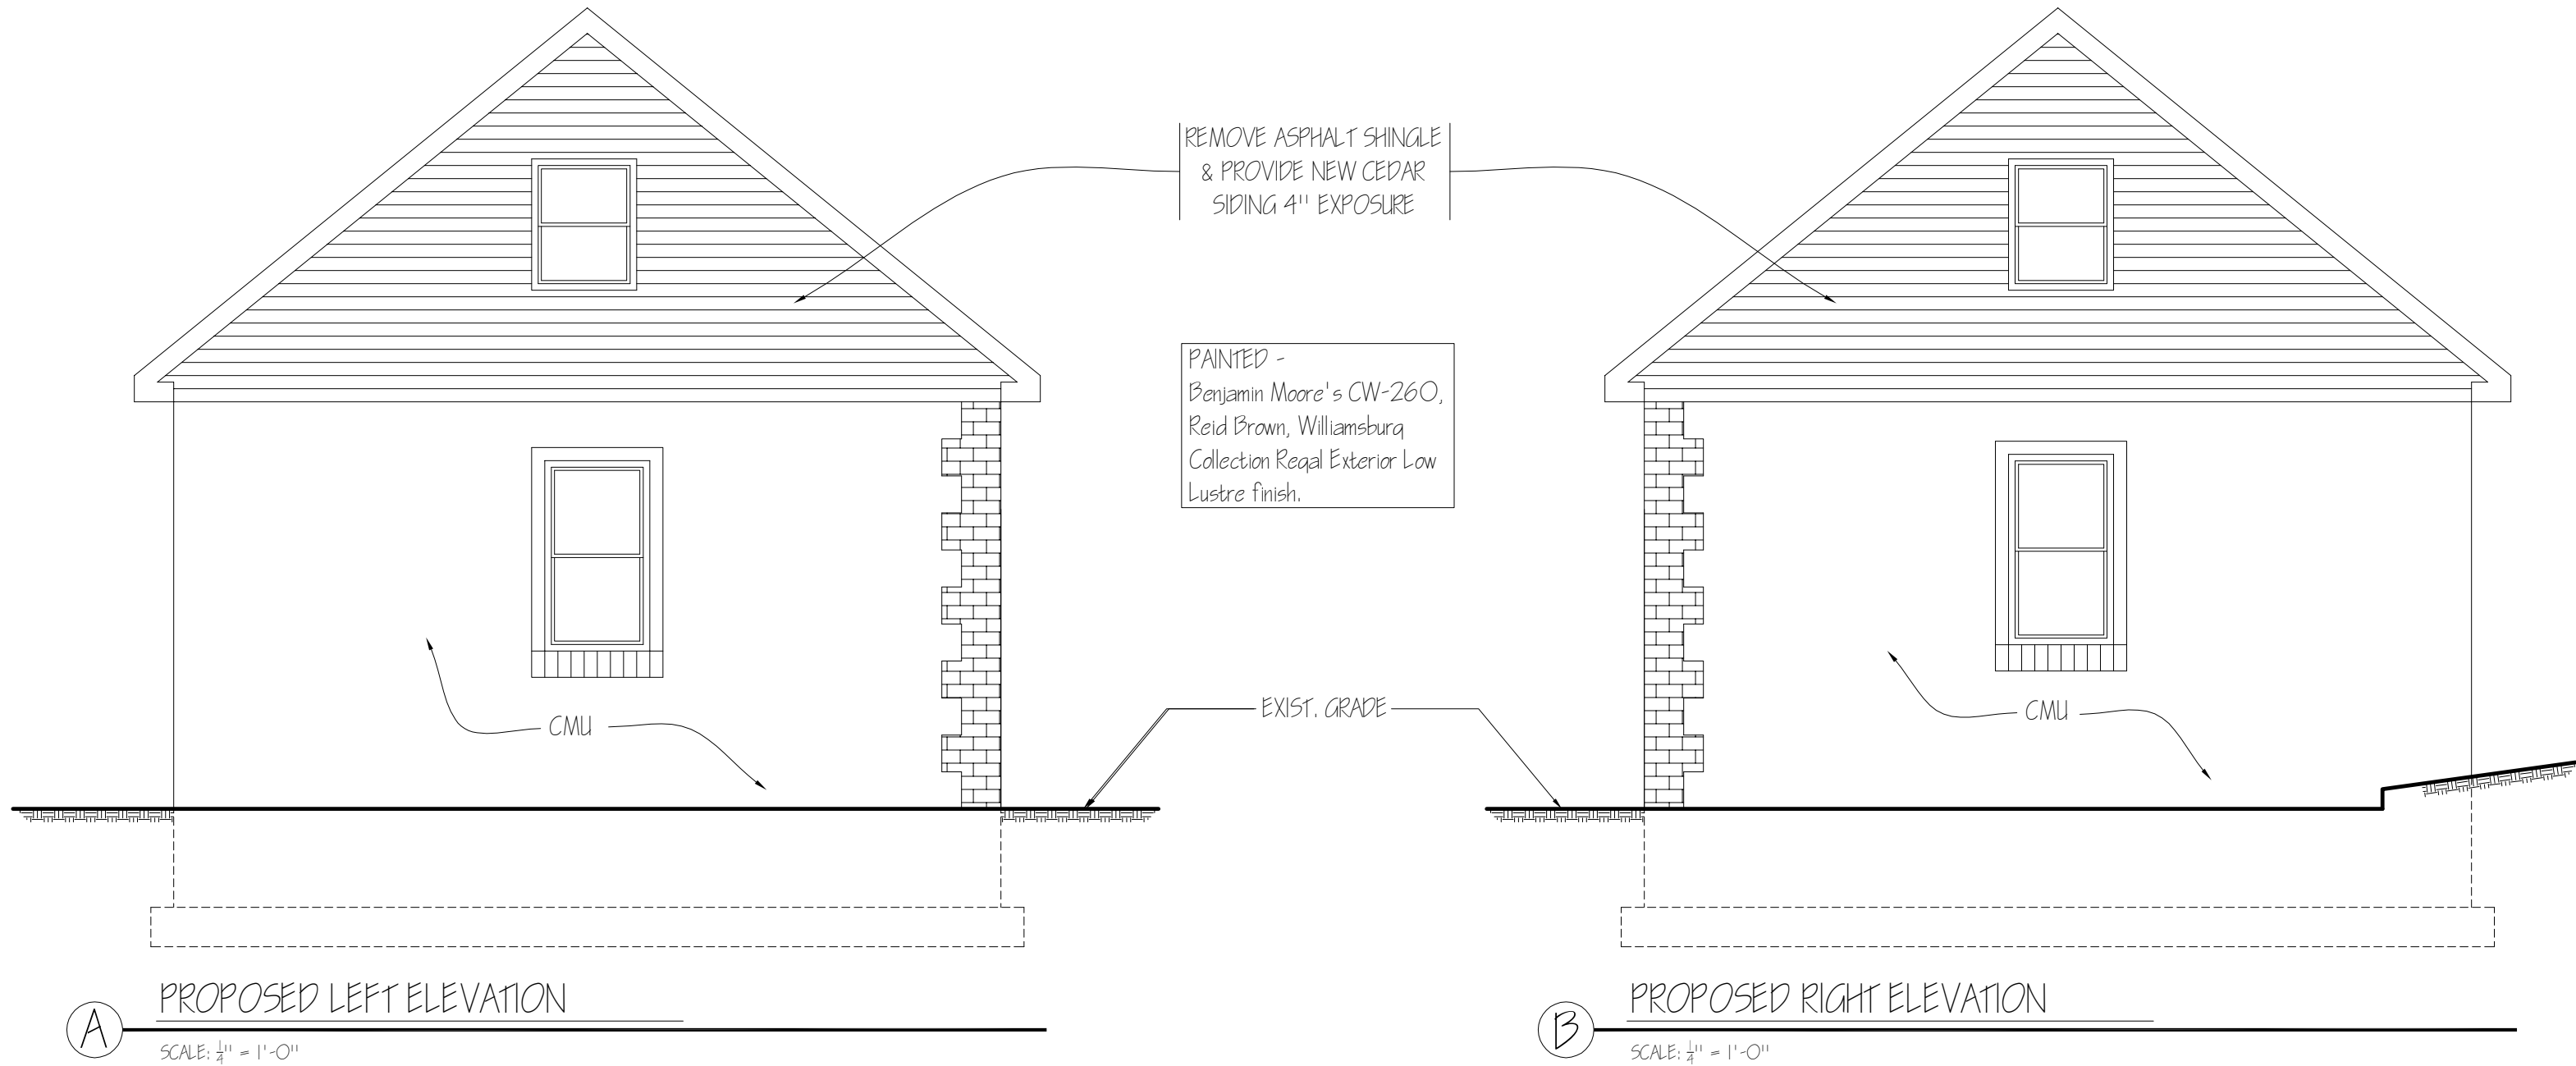 REMOVE ASPHALT SHINGLE
& PROVIDE NEW CEDAR
SIDING 4" EXPOSURE
PAINTED -
Benjamin Moore's CW-260,
Reid Brown, Williamsburg
Collection Regal Exterior Low
Lustre finish.
CMU
EXIST. GRADE
CMU
A
PROPOSED LEFT ELEVATION
SCALE: 1/4" = 1'-0"
B
PROPOSED RIGHT ELEVATION
SCALE: 1/4" = 1'-0"